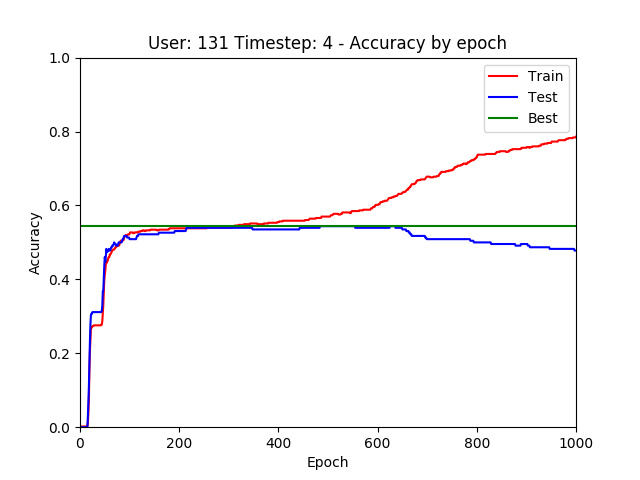 User: 131 Timestep: 4 - Accuracy by epoch
Train
Test
Best
Accuracy
1.0
0.8
0.6
0.4
0.2
0.0
0 200 400 600 800 1000
Epoch